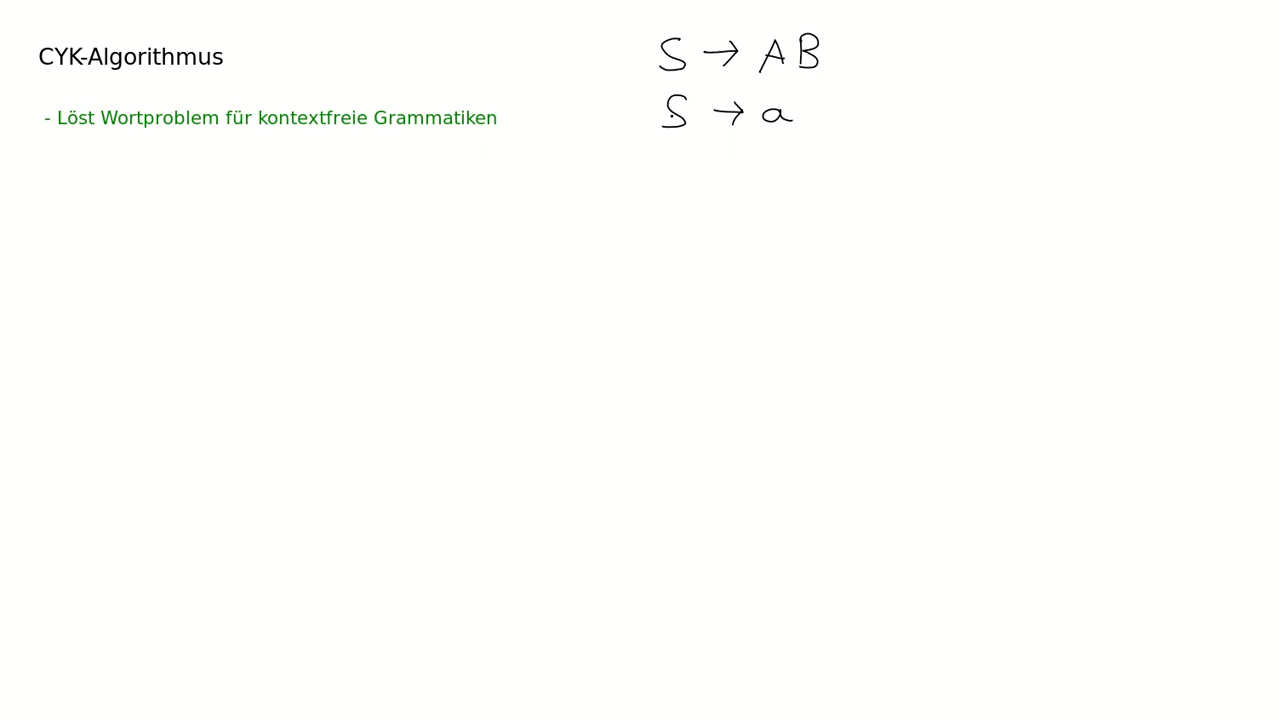 CYK-Algorithmus
- Löst Wortproblem für kontextfreie Grammatiken
S → AB
S → a